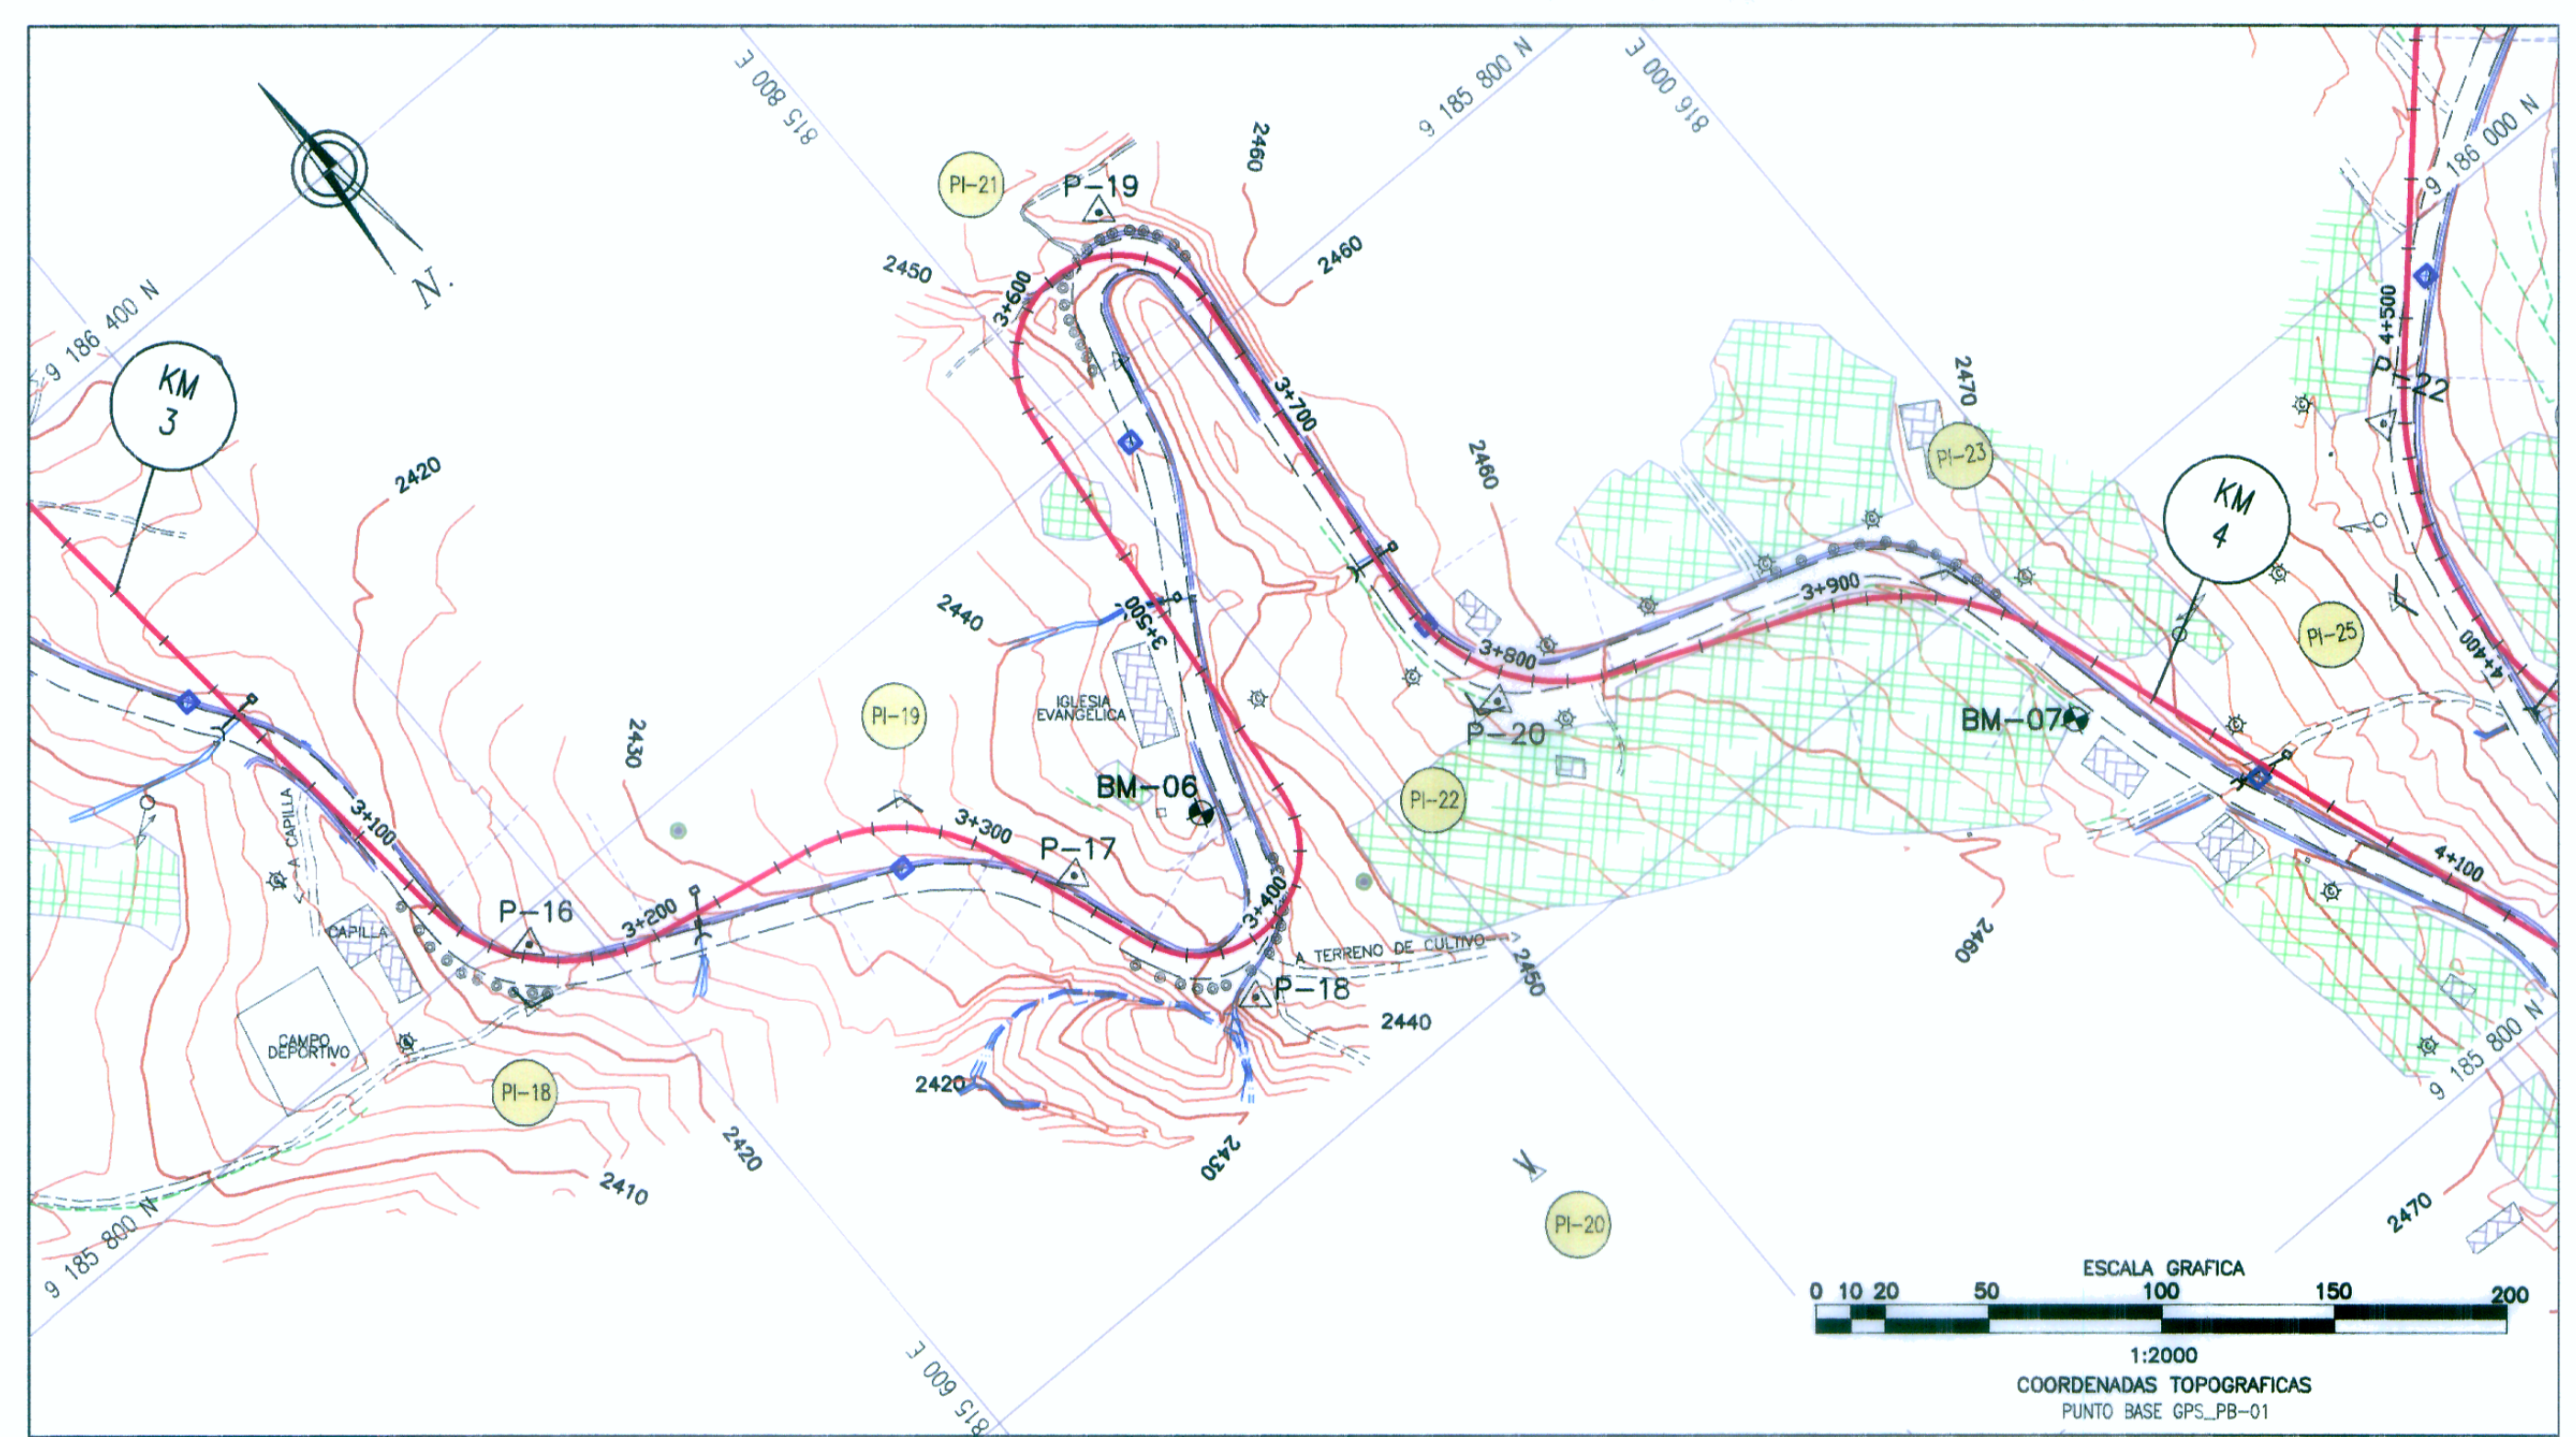 815 800 E
9 185 800 N
816 000 E
9 186 000 N
N.
PI-21
P-19
2460
2460
2450
3+600
9 186 400 N
KM
3
3+700
2470
4+500
P-22
PI-23
2420
2460
KM
4
2440
3+500
3+900
PI-25
4+400
3+800
IGLESIA
EVANGELICA
PI-19
2430
P-20
BM-07
BM-06
PI-22
A CAPILLA
3+100
3+300
P-17
4+100
P-16
3+200
3+400
CAPILLA
A TERRENO DE CULTIVO
2460
2450
P-18
2440
CAMPO
DEPORTIVO
2420
PI-18
9 185 800 N
2420
2430
2410
PI-20
2470
9 185 800 N
815 600 E
ESCALA GRAFICA
0 10 20 50 100 150 200
1:2000
COORDENADAS TOPOGRAFICAS
PUNTO BASE GPS_PB-01